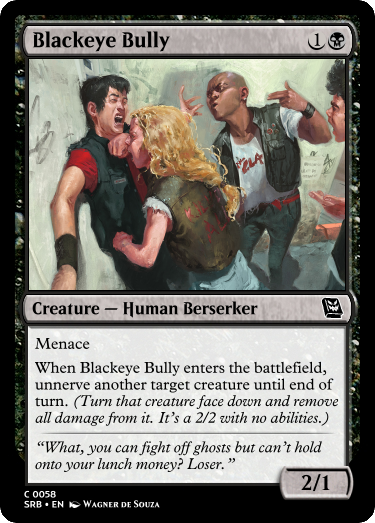 Blackeye Bully 1
Creature — Human Berserker
Menace
When Blackeye Bully enters the battlefield,
unnerve another target creature until end of
turn. (Turn that creature face down and remove
all damage from it. It's a 2/2 with no abilities.)
“What, you can fight off ghosts but can't hold
onto your lunch money? Loser.”
2/1
C 0058
SRB • EN Wagner de Souza